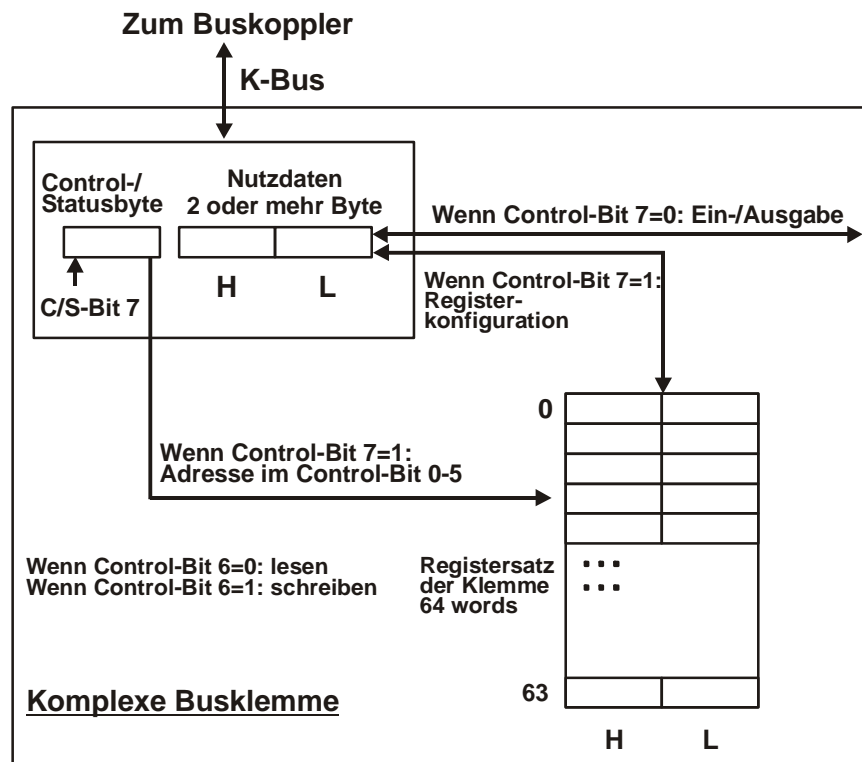 Zum Buskoppler
K-Bus
Control-/
Statusbyte
Nutzdaten
2 oder mehr Byte
H
L
C/S-Bit 7
Wenn Control-Bit 7=0: Ein-/Ausgabe
Wenn Control-Bit 7=1:
Register-
konfiguration
0
Wenn Control-Bit 7=1:
Adresse im Control-Bit 0-5
Wenn Control-Bit 6=0: lesen
Wenn Control-Bit 6=1: schreiben
Registersatz
der Klemme
64 words
63
H
L
Komplexe Busklemme